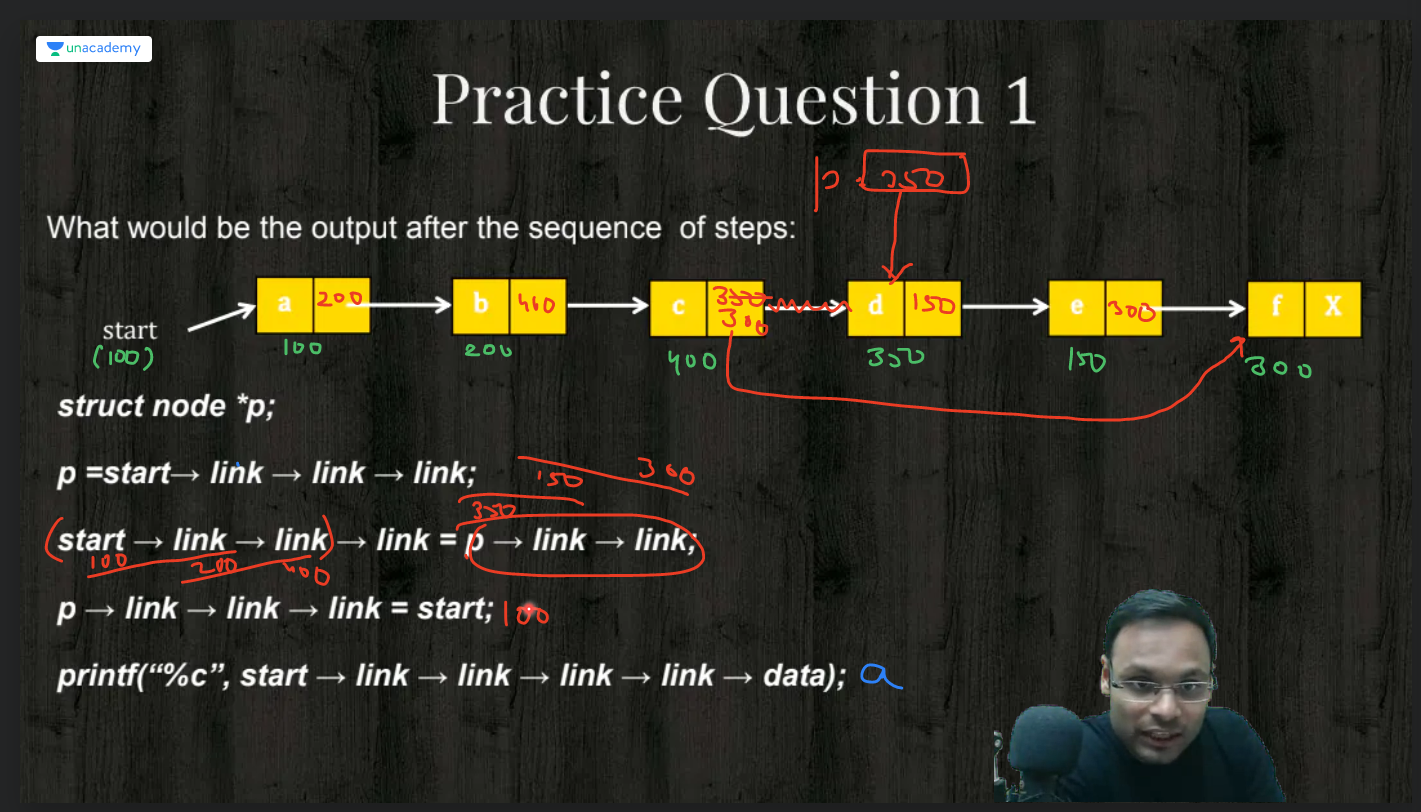 unacademy
Practice Question 1
p = 350
What would be the output after the sequence of steps:
a 200 b 400 c 350 300 d 150 e 300 f X
start
(100) 100 200 400 350 150 300
struct node *p;
p =start→ link → link → link;
150 300
350
start → link → link → link = p → link → link;
100 200 400
p → link → link → link = start; 100
printf(“%c”, start → link → link → link → link → data); a